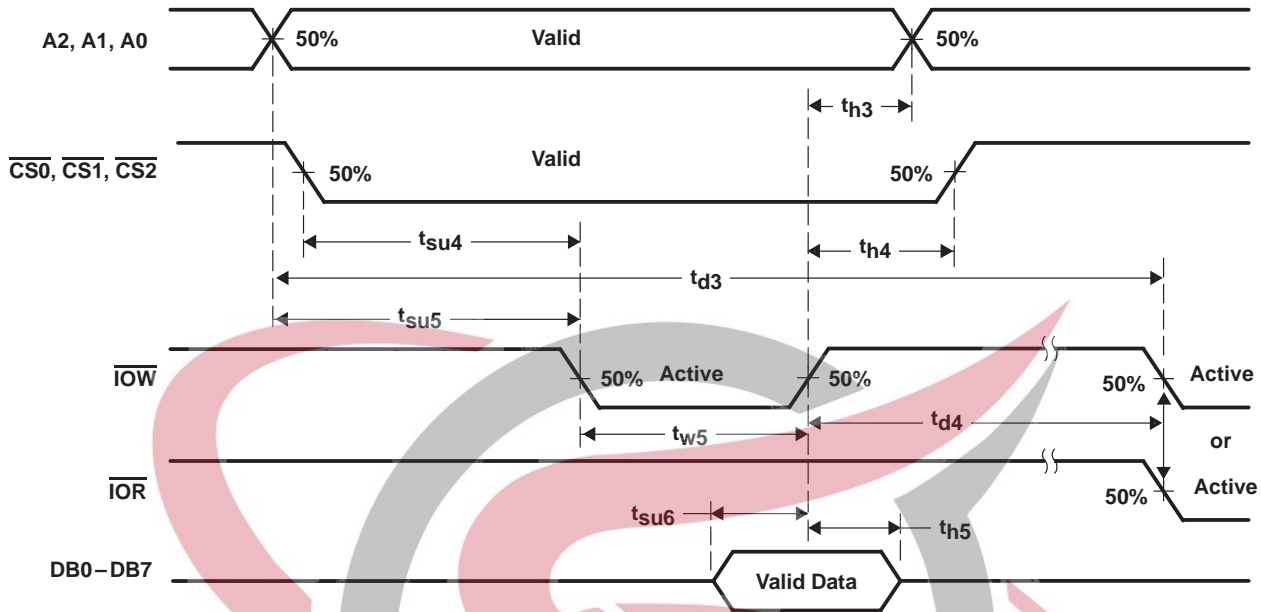 A2, A1, A0
50%
Valid
50%
th3
CS0, CS1, CS2
50%
Valid
50%
tsu4
th4
td3
tsu5
IOW
50%
Active
50%
50%
Active
tw5
td4
or
IOR
50%
Active
tsu6
th5
DB0–DB7
Valid Data